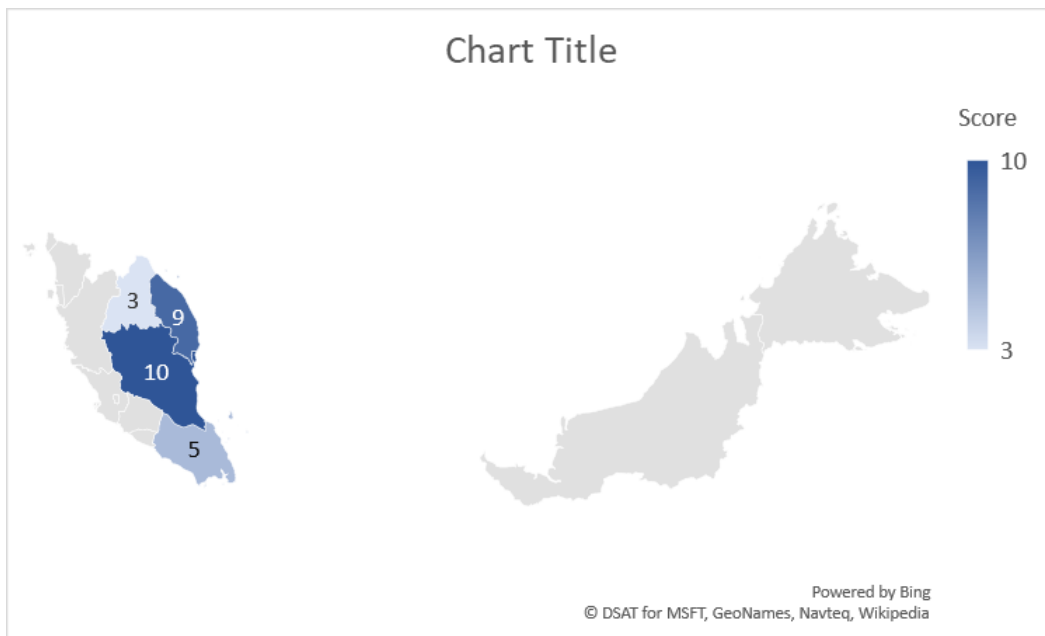 Chart Title
Score
10
3
3
9
10
5
Powered by Bing
© DSAT for MSFT, GeoNames, Navteq, Wikipedia